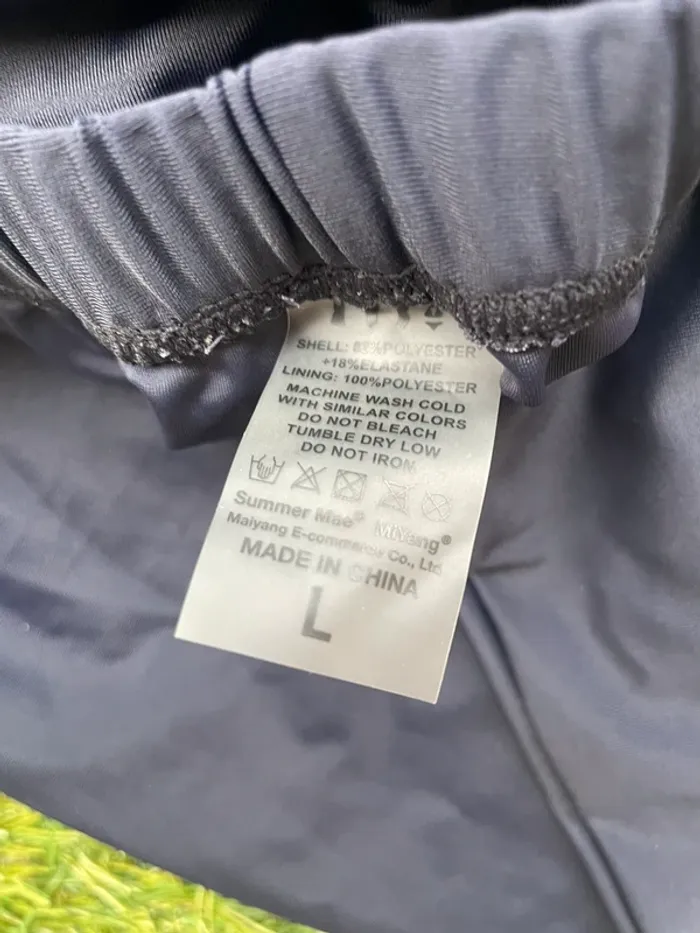 SHELL: 82%POLYESTER
+18%ELASTANE
LINING: 100%POLYESTER
MACHINE WASH COLD
WITH SIMILAR COLORS
DO NOT BLEACH
TUMBLE DRY LOW
DO NOT IRON
Summer Mae® MiYang®
Maiyang E-commerce Co., Ltd
MADE IN CHINA
L